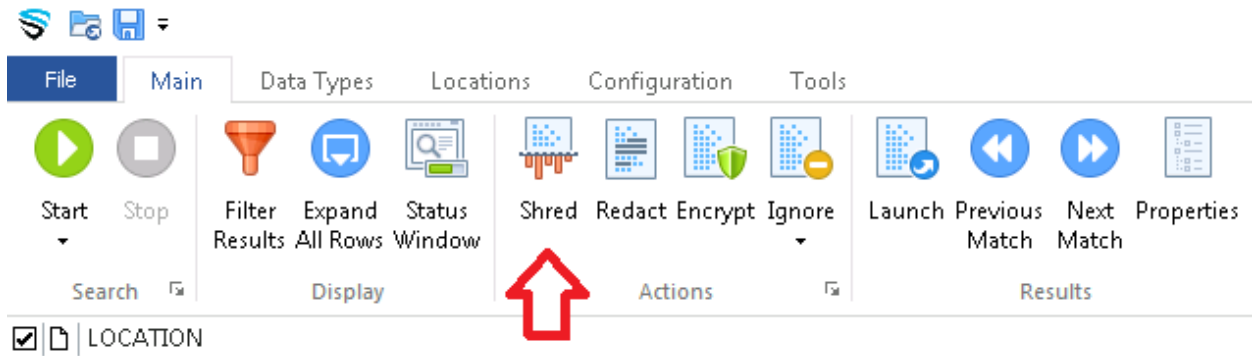 File Main Data Types Locations Configuration Tools
Start Stop Filter Expand Status Shred Redact Encrypt Ignore Launch Previous Next Properties
Results All Rows Window Match Match
Search Display Actions Results
LOCATION